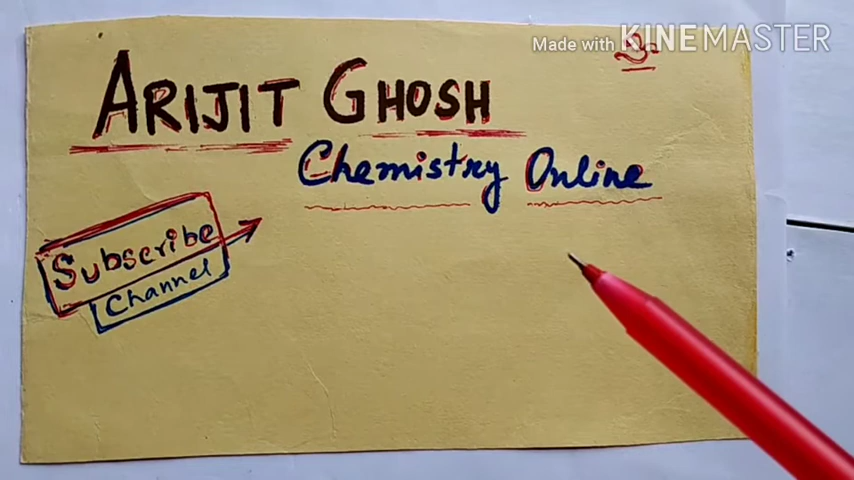 Made with KINEMASTER
ARIJIT GHOSH
Chemistry Online
Subscribe
Channel